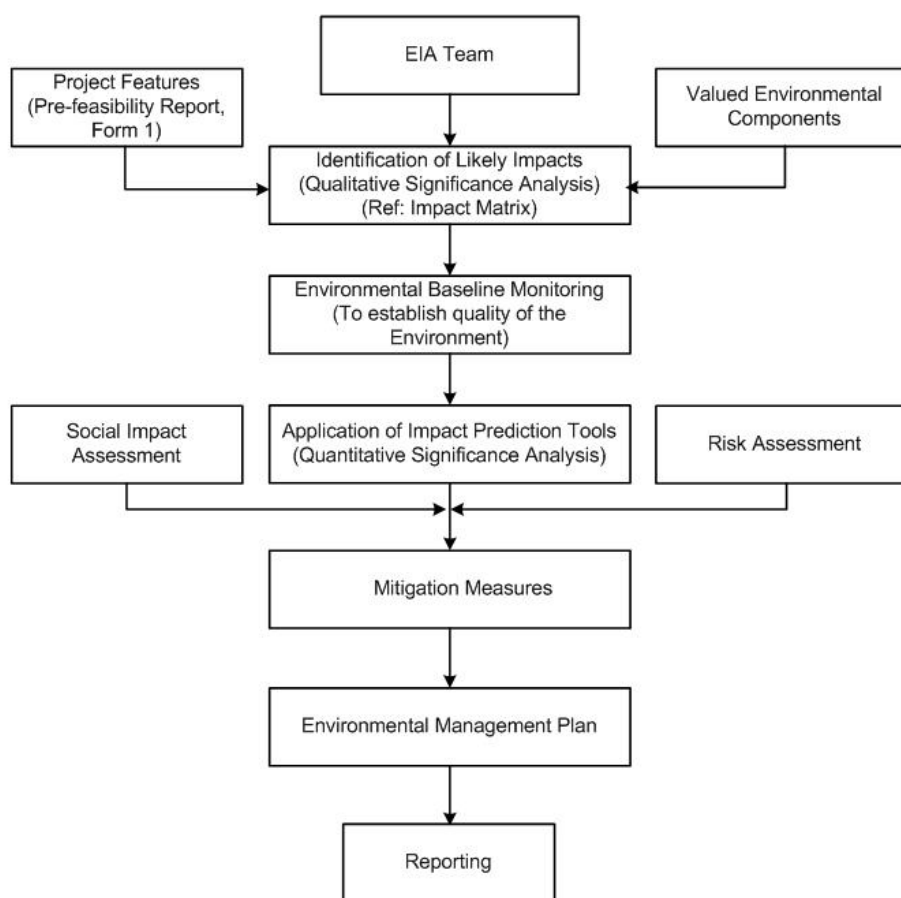 EIA Team
Project Features
(Pre-feasibility Report,
Form 1)
Valued Environmental
Components
Identification of Likely Impacts
(Qualitative Significance Analysis)
(Ref: Impact Matrix)
Environmental Baseline Monitoring
(To establish quality of the
Environment)
Social Impact
Assessment
Application of Impact Prediction Tools
(Quantitative Significance Analysis)
Risk Assessment
Mitigation Measures
Environmental Management Plan
Reporting